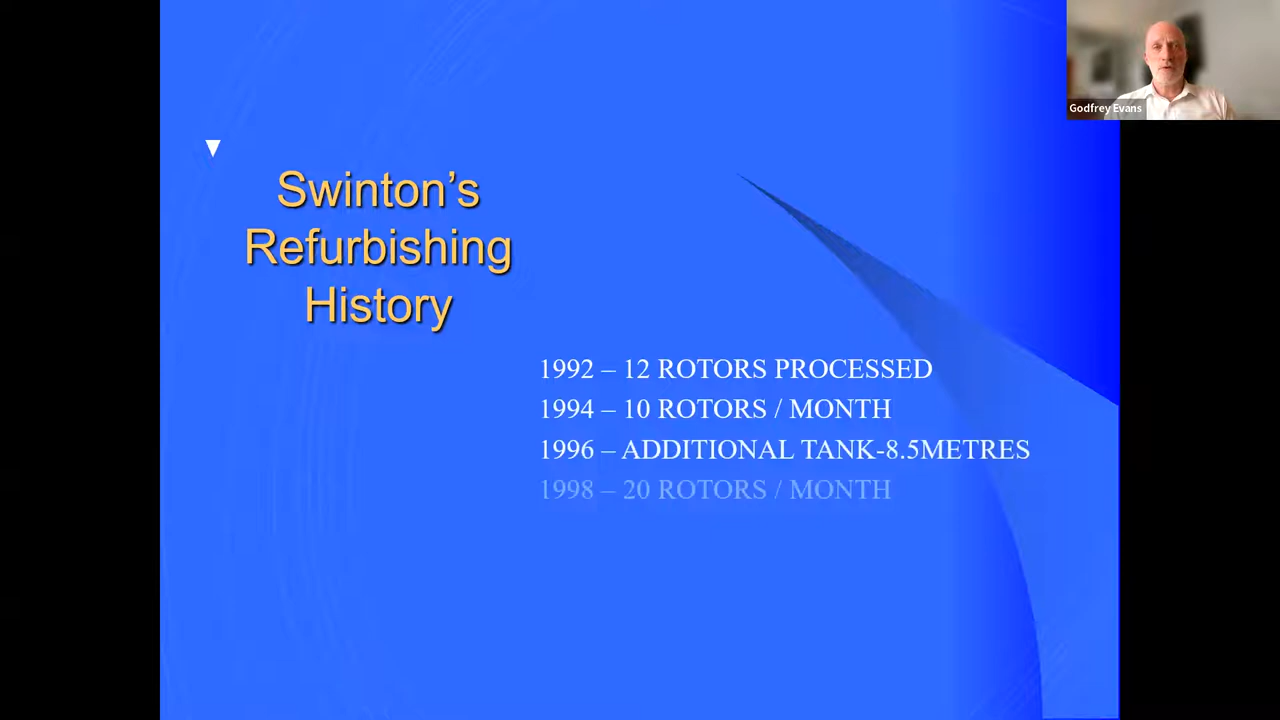 Godfrey Evans
Swinton’s
Refurbishing
History
1992 – 12 ROTORS PROCESSED
1994 – 10 ROTORS / MONTH
1996 – ADDITIONAL TANK-8.5METRES
1998 – 20 ROTORS / MONTH